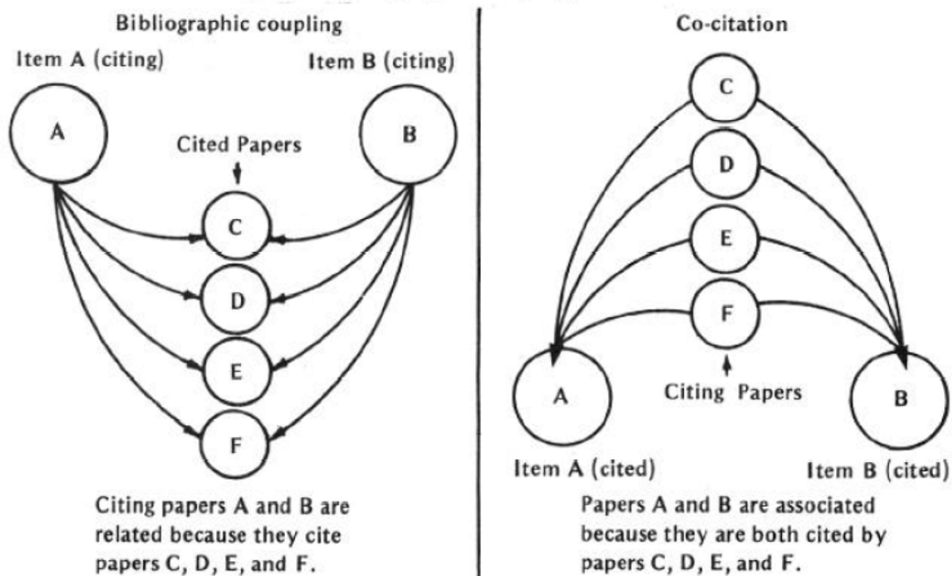 Bibliographic coupling
Item A (citing)
Item B (citing)
A
B
Cited Papers
C
D
E
F
Citing papers A and B are
related because they cite
papers C, D, E, and F.
Co-citation
C
D
E
F
Citing Papers
A
B
Item A (cited)
Item B (cited)
Papers A and B are associated
because they are both cited by
papers C, D, E, and F.